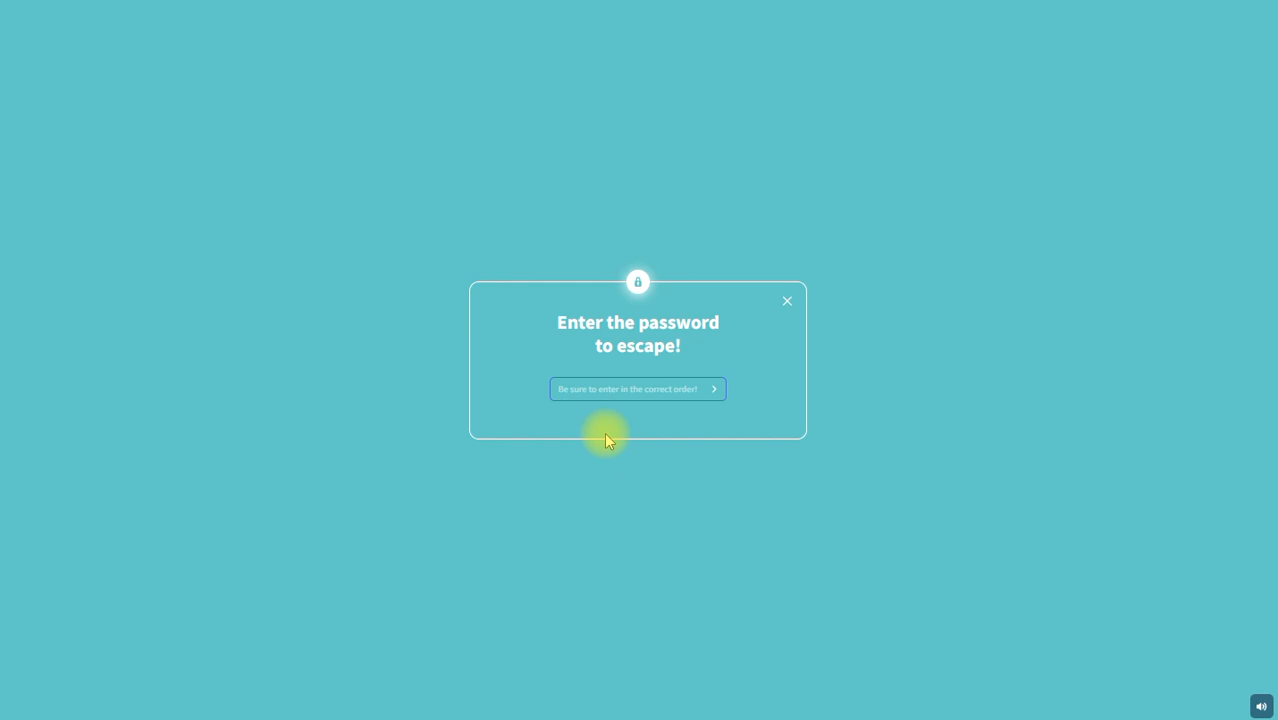 Enter the password
to escape!
Be sure to enter in the correct order!